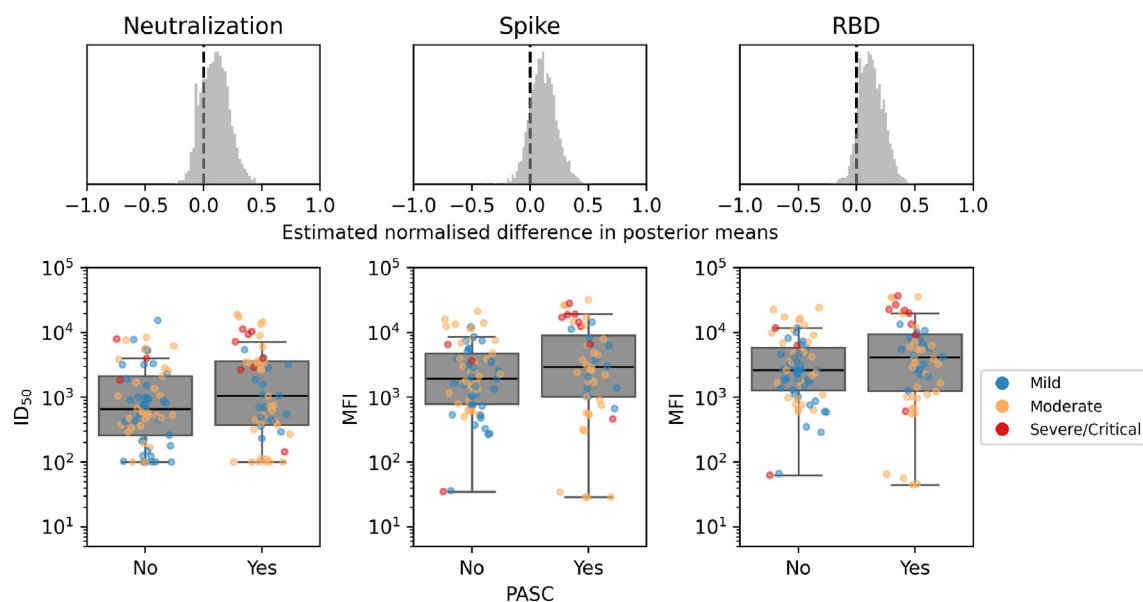 Neutralization Spike RBD
−1.0 −0.5 0.0 0.5 1.0 −1.0 −0.5 0.0 0.5 1.0 −1.0 −0.5 0.0 0.5 1.0
Estimated normalised difference in posterior means
ID50
10^5
10^4
10^3
10^2
10^1
No Yes
MFI
10^5
10^4
10^3
10^2
10^1
No Yes
MFI
10^5
10^4
10^3
10^2
10^1
No Yes
PASC
Mild
Moderate
Severe/Critical